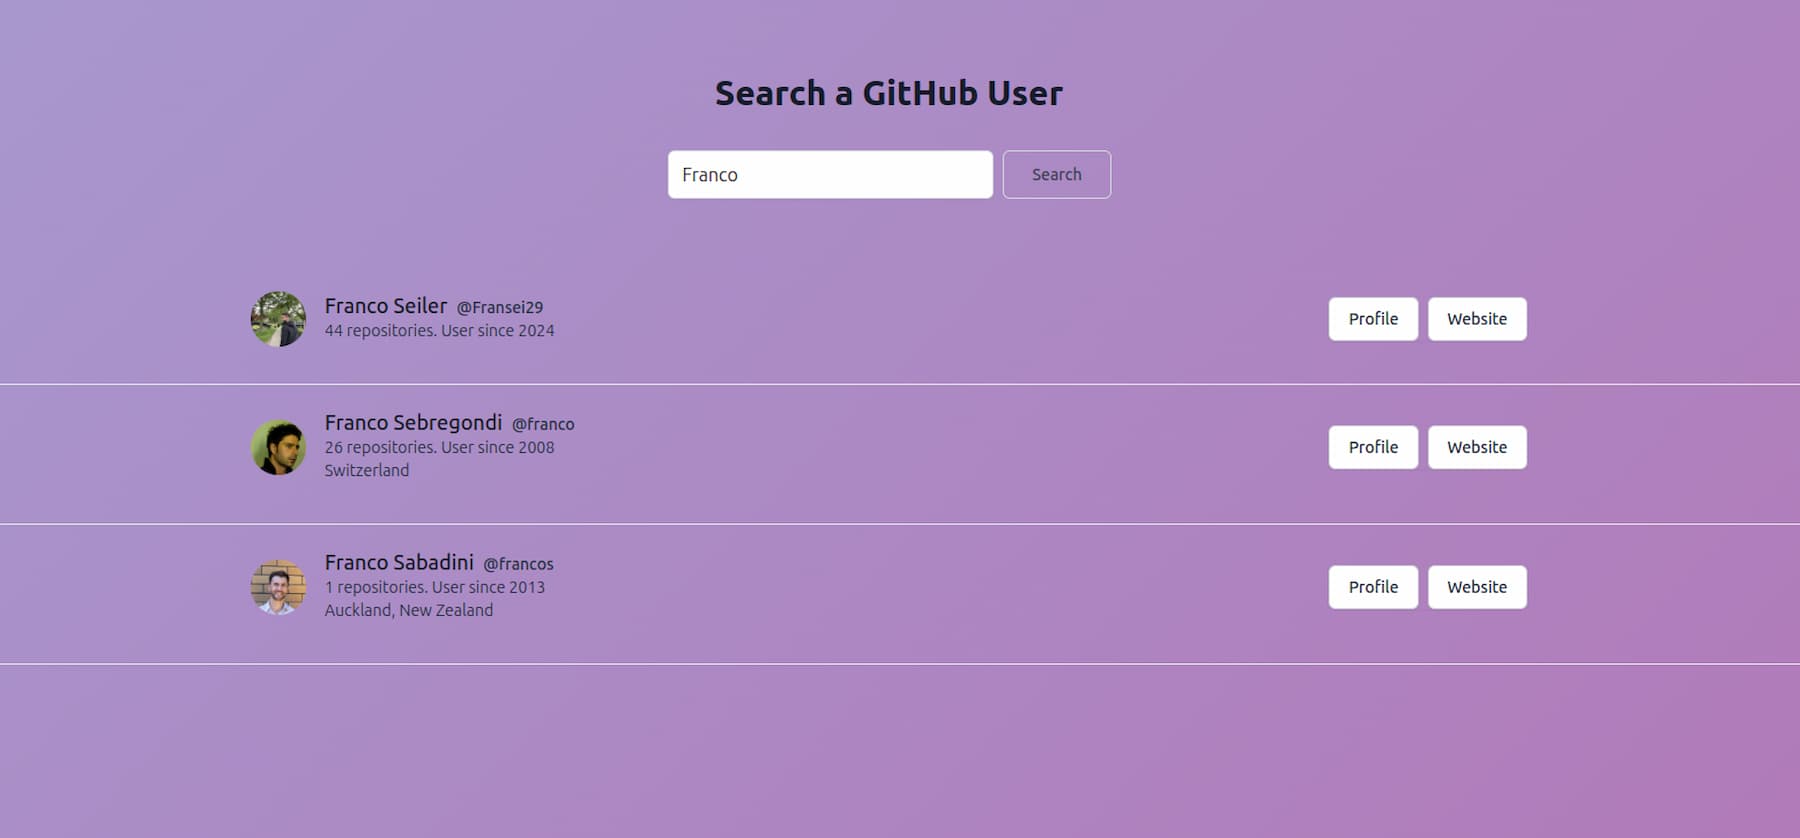 Search a GitHub User
Franco
Search
Franco Seiler @Fransei29
44 repositories. User since 2024
Profile
Website
Franco Sebregondi @franco
26 repositories. User since 2008
Switzerland
Profile
Website
Franco Sabadini @francos
1 repositories. User since 2013
Auckland, New Zealand
Profile
Website